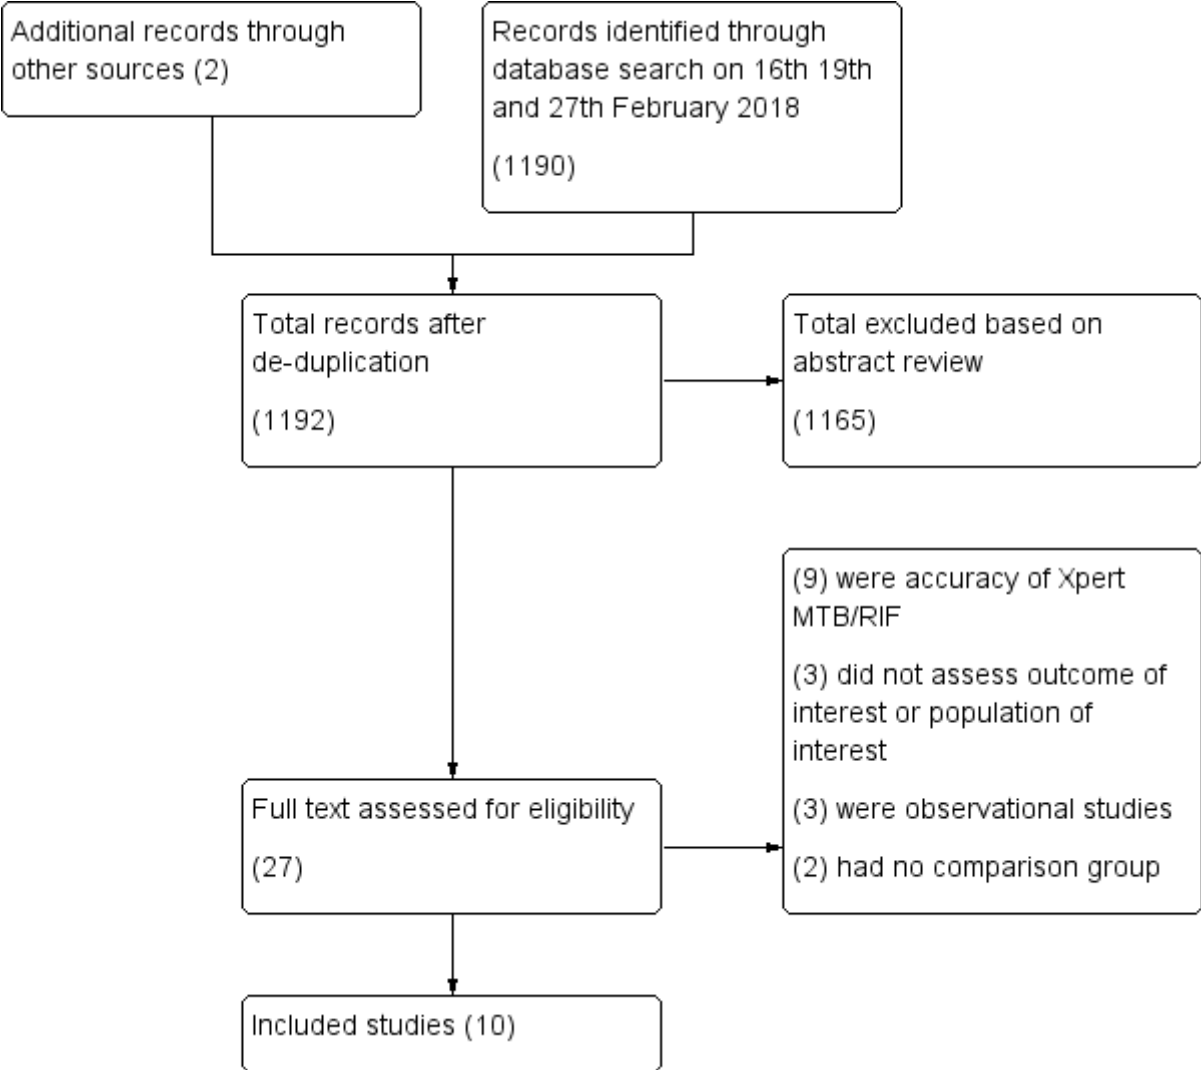 Additional records through
other sources (2)
Records identified through
database search on 16th 19th
and 27th February 2018
(1190)
Total records after
de-duplication
(1192)
Total excluded based on
abstract review
(1165)
(9) were accuracy of Xpert
MTB/RIF
(3) did not assess outcome of
interest or population of
interest
(3) were observational studies
(2) had no comparison group
Full text assessed for eligibility
(27)
Included studies (10)